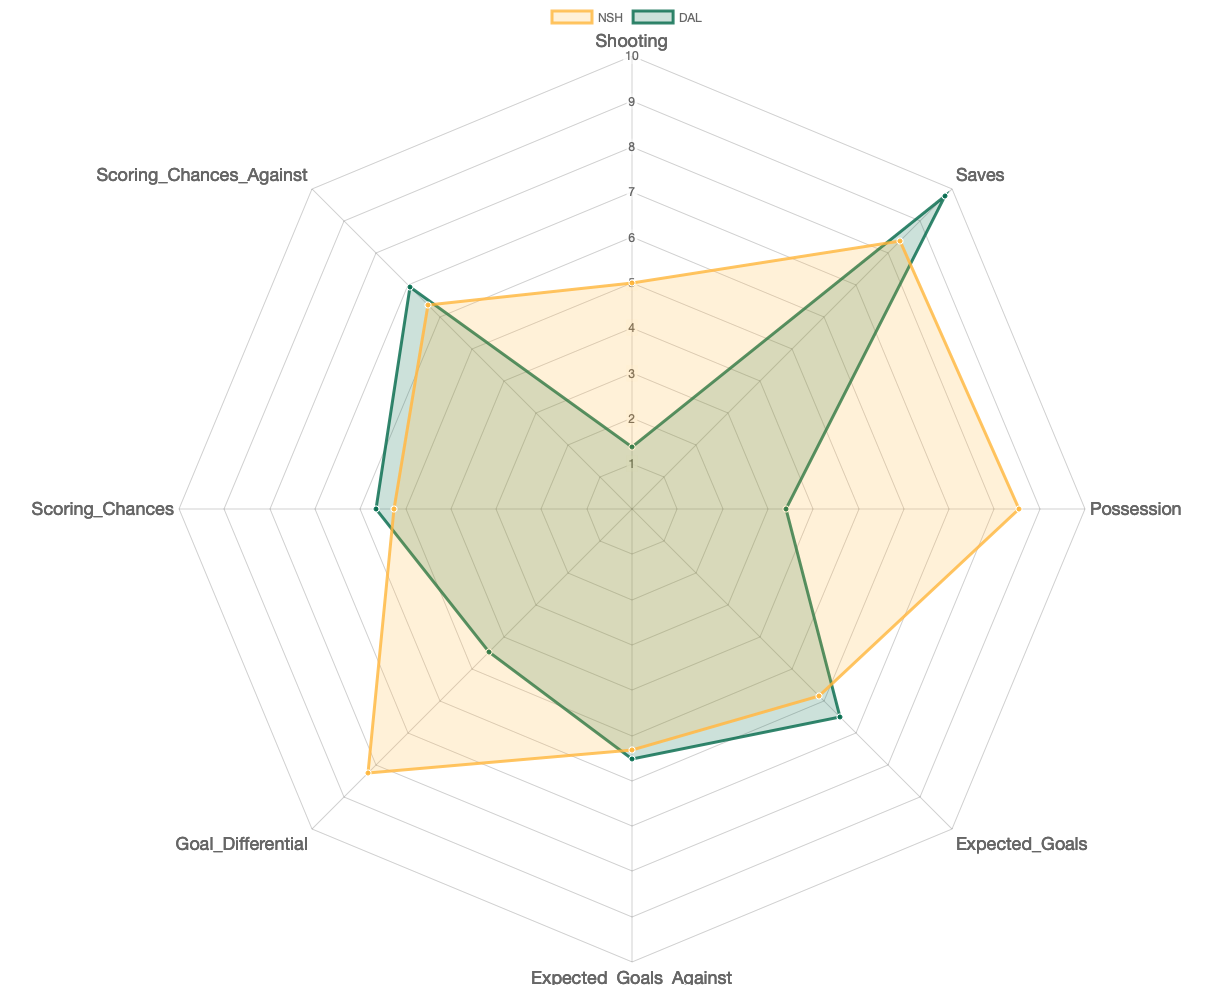 NSH DAL
Shooting
10
9
8
7
6
5
4
3
2
1
Scoring_Chances_Against
Saves
Scoring_Chances
Possession
Goal_Differential
Expected_Goals
Expected_Goals_Against